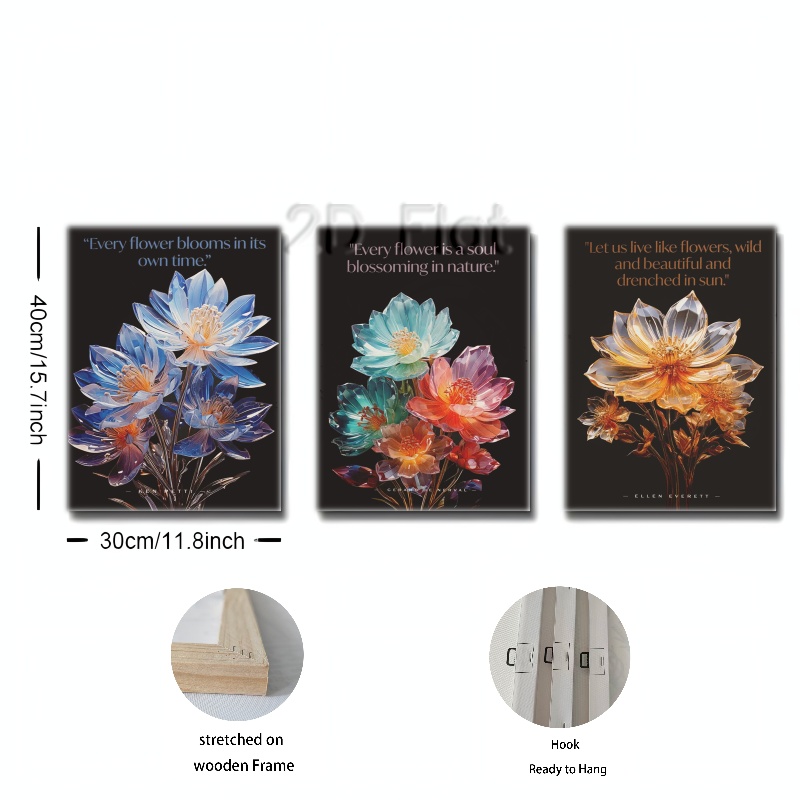 2D Flat
“Every flower blooms in its
own time.”
"Every flower is a soul
blossoming in nature."
"Let us live like flowers, wild
and beautiful and
drenched in sun."
40cm/15.7inch
— ELLEN EVERETT —
30cm/11.8inch
stretched on
wooden Frame
Hook
Ready to Hang